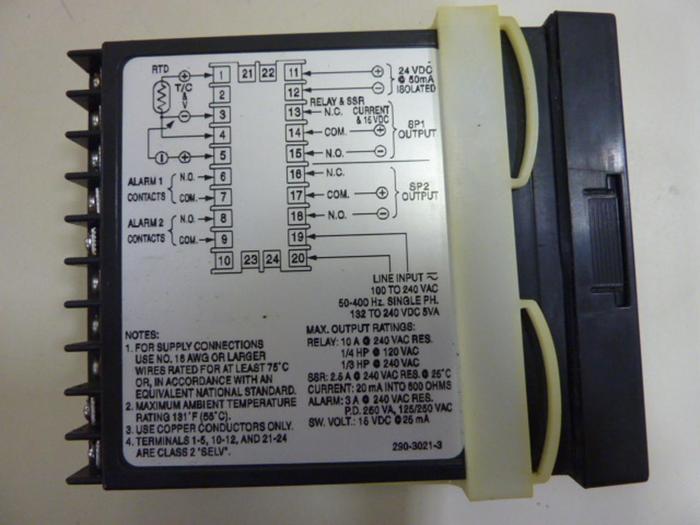 RTD
T/C
& V
1
2
3
4
5
6
7
8
9
10
21 22
23 24
11
12
13
14
15
16
17
18
19
20
24 VDC
@ 50mA
ISOLATED
RELAY & SSR
N.C.
CURRENT
& 15 VDC
COM.
N.O.
SP1
OUTPUT
N.C.
COM.
N.O.
SP2
OUTPUT
ALARM 1
CONTACTS
N.O.
COM.
ALARM 2
CONTACTS
N.O.
COM.
LINE INPUT
100 TO 240 VAC
50-400 Hz. SINGLE PH.
132 TO 240 VDC 5VA
NOTES:
1. FOR SUPPLY CONNECTIONS
USE NO. 16 AWG OR LARGER
WIRES RATED FOR AT LEAST 75°C
OR, IN ACCORDANCE WITH AN
EQUIVALENT NATIONAL STANDARD.
2. MAXIMUM AMBIENT TEMPERATURE
RATING 131°F (55°C).
3. USE COPPER CONDUCTORS ONLY.
4. TERMINALS 1-5, 10-12, AND 21-24
ARE CLASS 2 "SELV".
MAX. OUTPUT RATINGS:
RELAY: 10 A @ 240 VAC RES.
1/4 HP @ 120 VAC
1/3 HP @ 240 VAC
SSR: 2.5 A @ 240 VAC RES. @ 25°C
CURRENT: 20 mA INTO 500 OHMS
ALARM: 3 A @ 240 VAC RES.
P.D. 250 VA, 125/250 VAC
SW. VOLT.: 15 VDC @ 25 mA
290-3021-3